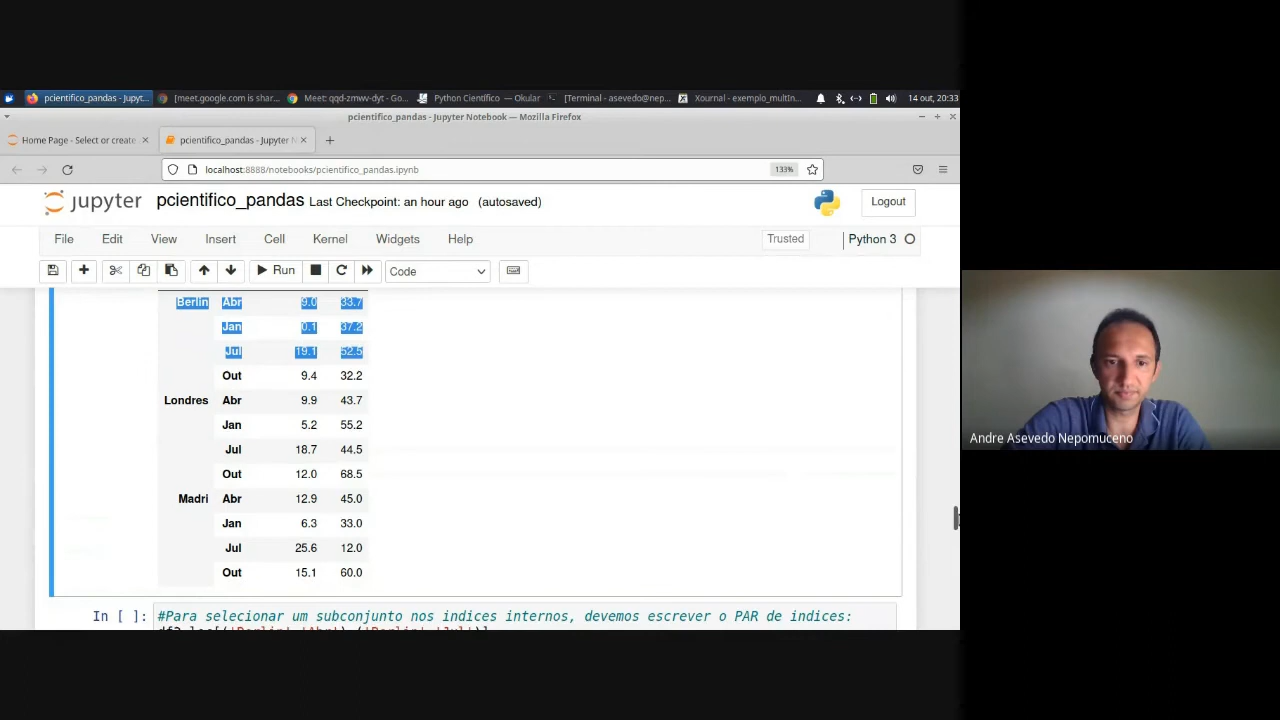 pcientifico_pandas - Jupyt... [meet.google.com is shar... Meet: qqd-zmww-dyt - Go... Python Científico — Okular [Terminal - asevedo@nep... Xournal - exemplo_multIn... 14 out, 20:33
pcientifico_pandas - Jupyter Notebook — Mozilla Firefox
Home Page - Select or create pcientifico_pandas - Jupyter N
localhost:8888/notebooks/pcientifico_pandas.ipynb 133%
jupyter pcientifico_pandas Last Checkpoint: an hour ago (autosaved) Logout
File Edit View Insert Cell Kernel Widgets Help Trusted Python 3
Run Code
Berlin Abr 9.0 33.7
Jan 0.1 37.2
Jul 19.1 52.5
Out 9.4 32.2
Londres Abr 9.9 43.7
Jan 5.2 55.2
Jul 18.7 44.5
Out 12.0 68.5
Madri Abr 12.9 45.0
Jan 6.3 33.0
Jul 25.6 12.0
Out 15.1 60.0
In [ ]: #Para selecionar um subconjunto nos indices internos, devemos escrever o PAR de indices:
Andre Asevedo Nepomuceno